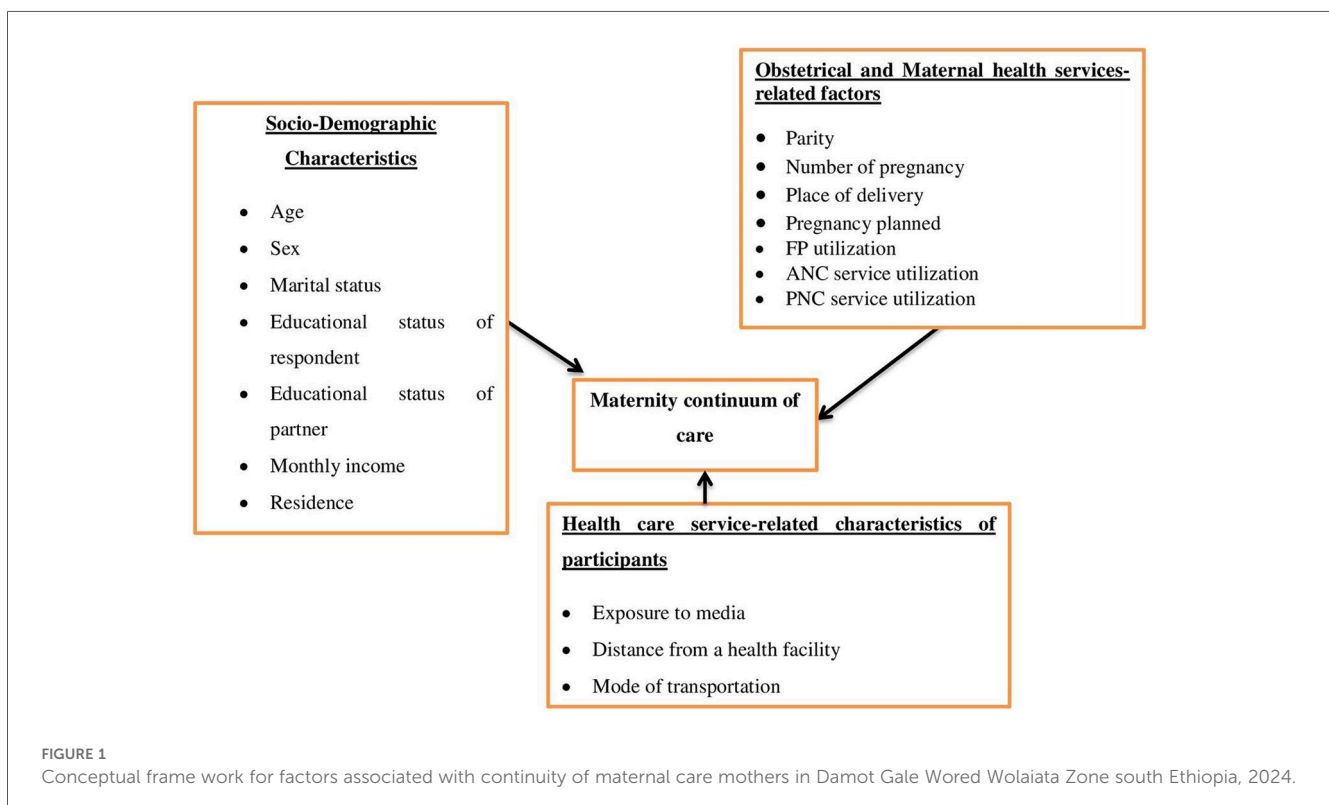 Socio-Demographic
Characteristics
• Age
• Sex
• Marital status
• Educational status of
respondent
• Educational status of
partner
• Monthly income
• Residence
Obstetrical and Maternal health services-
related factors
• Parity
• Number of pregnancy
• Place of delivery
• Pregnancy planned
• FP utilization
• ANC service utilization
• PNC service utilization
Maternity continuum of
care
Health care service-related characteristics of
participants
• Exposure to media
• Distance from a health facility
• Mode of transportation
FIGURE 1
Conceptual frame work for factors associated with continuity of maternal care mothers in Damot Gale Wored Wolaiata Zone south Ethiopia, 2024.